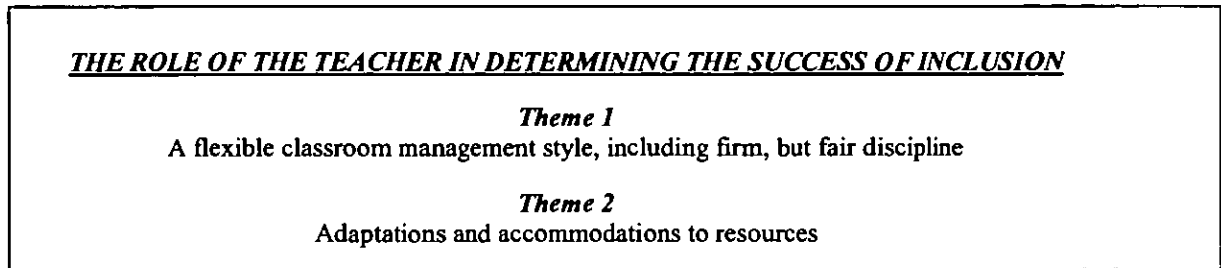 THE ROLE OF THE TEACHER IN DETERMINING THE SUCCESS OF INCLUSION
Theme 1
A flexible classroom management style, including firm, but fair discipline
Theme 2
Adaptations and accommodations to resources